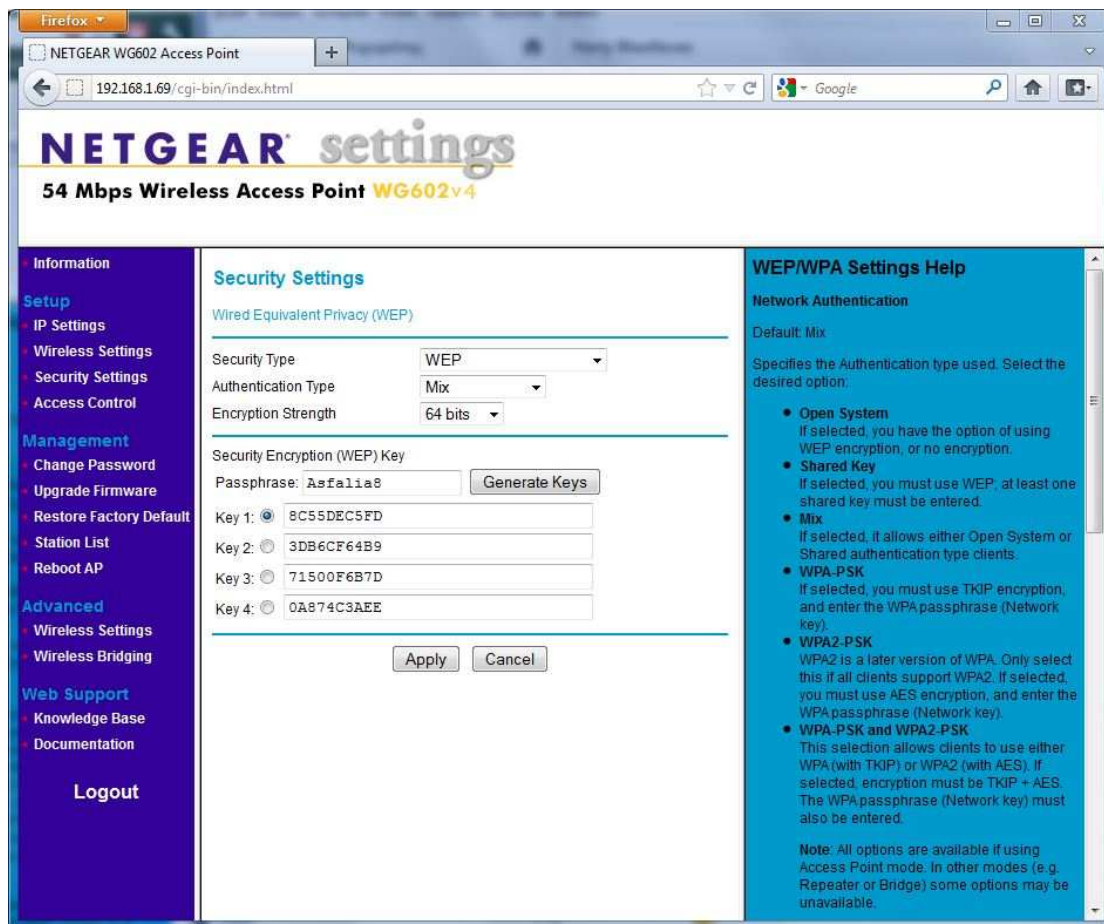 Firefox
NETGEAR WG602 Access Point
192.168.1.69/cgi-bin/index.html
Google
NETGEAR settings
54 Mbps Wireless Access Point WG602v4
Information
Setup
IP Settings
Wireless Settings
Security Settings
Access Control
Management
Change Password
Upgrade Firmware
Restore Factory Default
Station List
Reboot AP
Advanced
Wireless Settings
Wireless Bridging
Web Support
Knowledge Base
Documentation
Logout
Security Settings
Wired Equivalent Privacy (WEP)
Security Type WEP
Authentication Type Mix
Encryption Strength 64 bits
Security Encryption (WEP) Key
Passphrase: Asfalia8 Generate Keys
Key 1: 8C55DEC5FD
Key 2: 3DB6CF64B9
Key 3: 71500F6B7D
Key 4: 0A874C3AEE
Apply Cancel
WEP/WPA Settings Help
Network Authentication
Default: Mix
Specifies the Authentication type used. Select the
desired option:
Open System
If selected, you have the option of using
WEP encryption, or no encryption.
Shared Key
If selected, you must use WEP; at least one
shared key must be entered.
Mix
If selected, it allows either Open System or
Shared authentication type clients.
WPA-PSK
If selected, you must use TKIP encryption,
and enter the WPA passphrase (Network
key).
WPA2-PSK
WPA2 is a later version of WPA. Only select
this if all clients support WPA2. If selected,
you must use AES encryption, and enter the
WPA passphrase (Network key).
WPA-PSK and WPA2-PSK
This selection allows clients to use either
WPA (with TKIP) or WPA2 (with AES). If
selected, encryption must be TKIP + AES.
The WPA passphrase (Network key) must
also be entered.
Note: All options are available if using
Access Point mode. In other modes (e.g.
Repeater or Bridge) some options may be
unavailable.